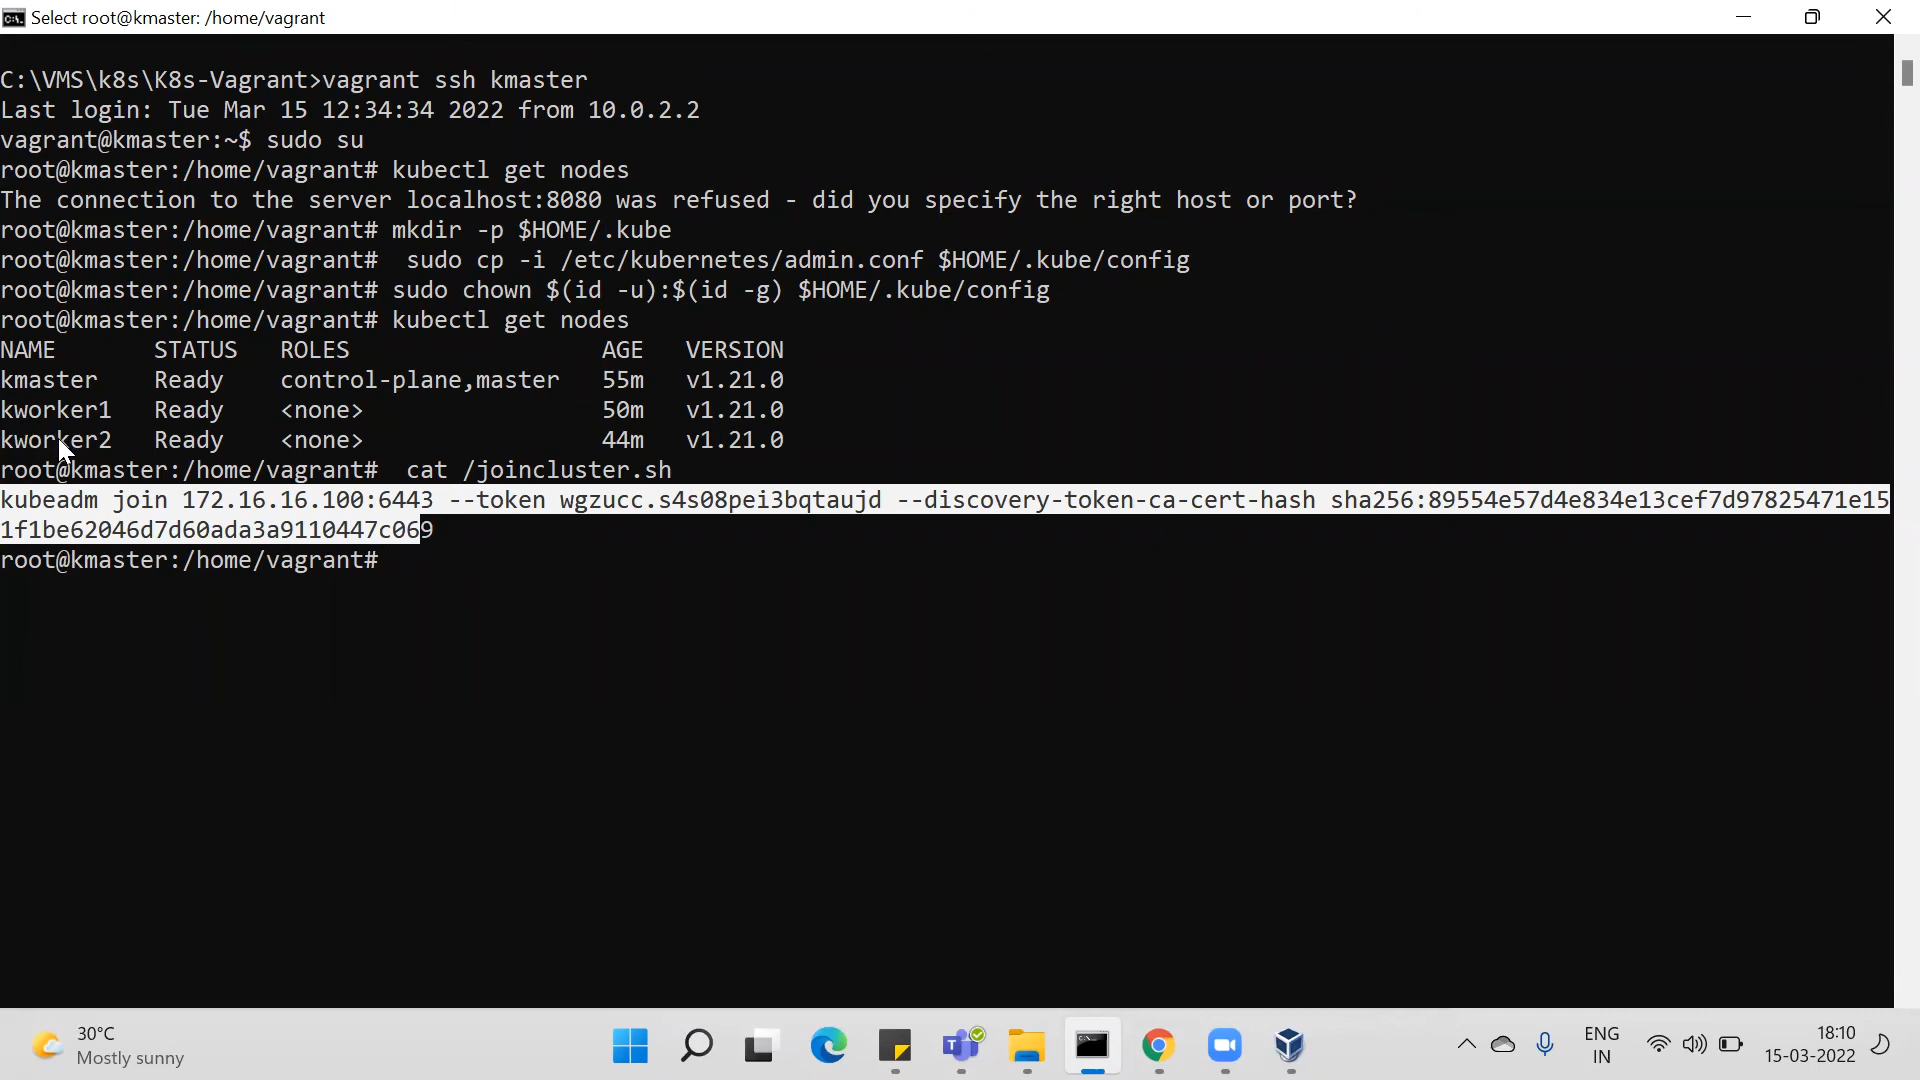 Select root@kmaster: /home/vagrant
C:\VMS\k8s\K8s-Vagrant>vagrant ssh kmaster
Last login: Tue Mar 15 12:34:34 2022 from 10.0.2.2
vagrant@kmaster:~$ sudo su
root@kmaster:/home/vagrant# kubectl get nodes
The connection to the server localhost:8080 was refused - did you specify the right host or port?
root@kmaster:/home/vagrant# mkdir -p $HOME/.kube
root@kmaster:/home/vagrant#  sudo cp -i /etc/kubernetes/admin.conf $HOME/.kube/config
root@kmaster:/home/vagrant# sudo chown $(id -u):$(id -g) $HOME/.kube/config
root@kmaster:/home/vagrant# kubectl get nodes
NAME       STATUS   ROLES                  AGE   VERSION
kmaster    Ready    control-plane,master   55m   v1.21.0
kworker1   Ready    <none>                 50m   v1.21.0
kworker2   Ready    <none>                 44m   v1.21.0
root@kmaster:/home/vagrant#  cat /joincluster.sh
kubeadm join 172.16.16.100:6443 --token wgzucc.s4s08pei3bqtaujd --discovery-token-ca-cert-hash sha256:89554e57d4e834e13cef7d97825471e15
1f1be62046d7d60ada3a9110447c069
root@kmaster:/home/vagrant#
30°C
Mostly sunny
ENG
IN
18:10
15-03-2022